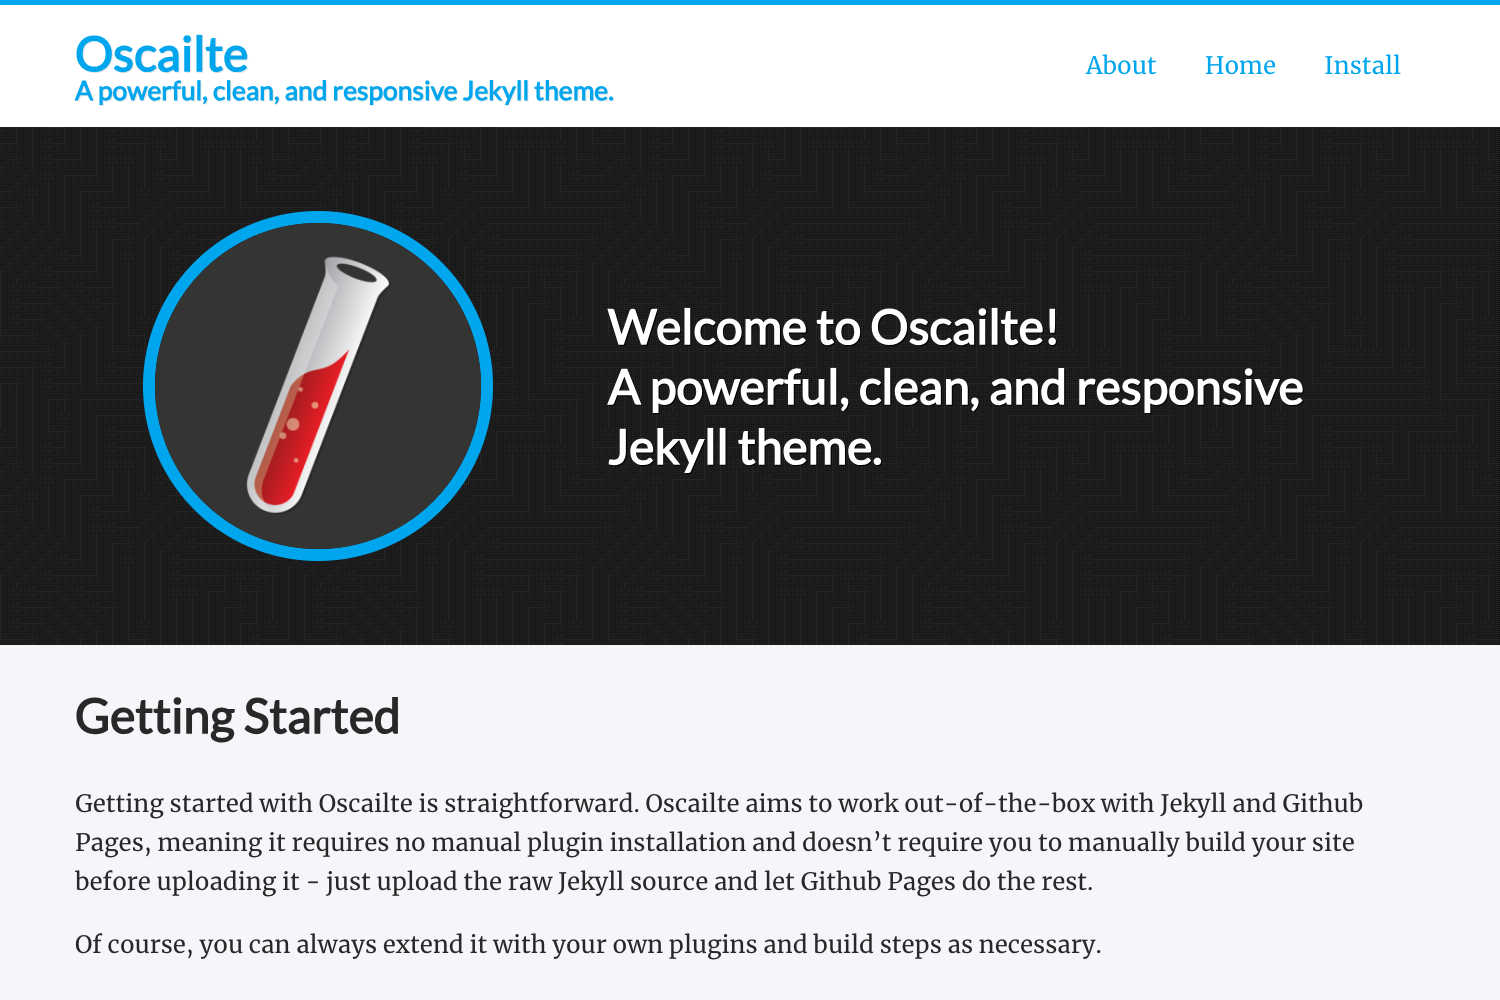 Oscailte
A powerful, clean, and responsive Jekyll theme.
About Home Install
Welcome to Oscailte!
A powerful, clean, and responsive
Jekyll theme.
Getting Started
Getting started with Oscailte is straightforward. Oscailte aims to work out-of-the-box with Jekyll and Github
Pages, meaning it requires no manual plugin installation and doesn’t require you to manually build your site
before uploading it - just upload the raw Jekyll source and let Github Pages do the rest.
Of course, you can always extend it with your own plugins and build steps as necessary.